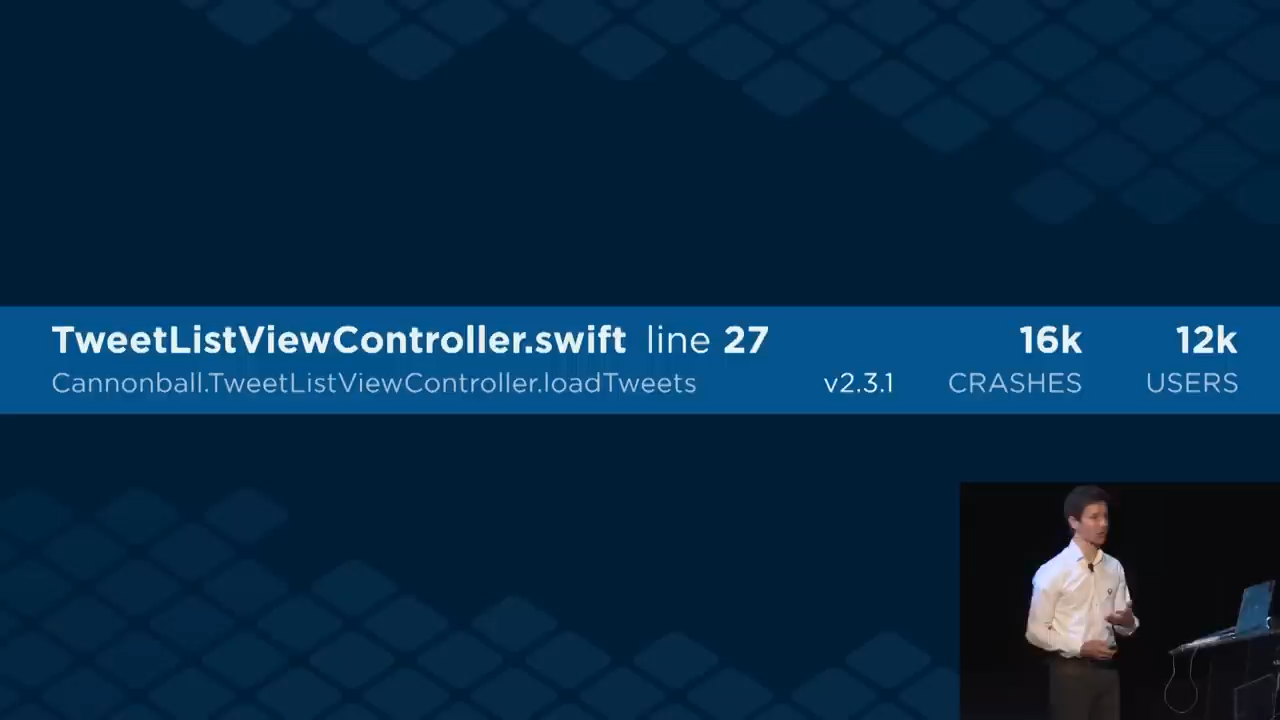 TweetListViewController.swift line 27
Cannonball.TweetListViewController.loadTweets
v2.3.1
16k
CRASHES
12k
USERS